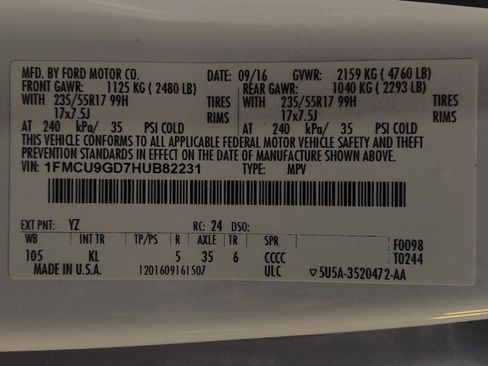 MFD. BY FORD MOTOR CO. DATE: 09/16 GVWR: 2159 KG ( 4760 LB)
FRONT GAWR: 1125 KG ( 2480 LB) REAR GAWR: 1040 KG ( 2293 LB)
WITH 235/55R17 99H TIRES WITH 235/55R17 99H TIRES
17x7.5J RIMS 17x7.5J RIMS
AT 240 kPa/ 35 PSI COLD AT 240 kPa/ 35 PSI COLD
THIS VEHICLE CONFORMS TO ALL APPLICABLE FEDERAL MOTOR VEHICLE SAFETY AND BUMPER
THEFT PREVENTION STANDARDS IN EFFECT ON THE DATE OF MANUFACTURE SHOWN ABOVE.
VIN: 1FMCU9GD7HUB82231 TYPE: MPV
EXT PNT: YZ RC: 24 DSO:
WB INT TR TP/PS R AXLE TR SPR F0098
105 KL 5 35 6 CCCC T0244
MADE IN U.S.A. 1201609161507 ULC ▽5U5A-3520472-AA